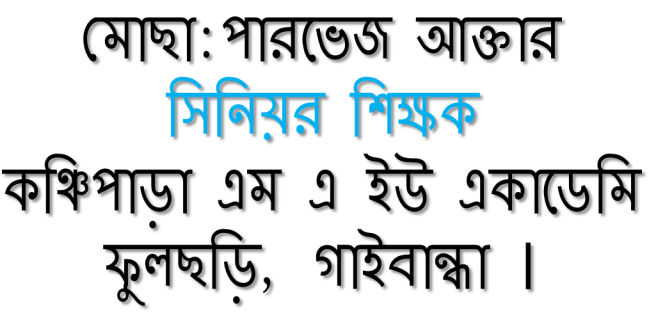 মোছা: পারভেজ আক্তার
সিনিয়র শিক্ষক
কঞ্চিপাড়া এম এ ইউ একাডেমি
ফুলছড়ি, গাইবান্ধা ।